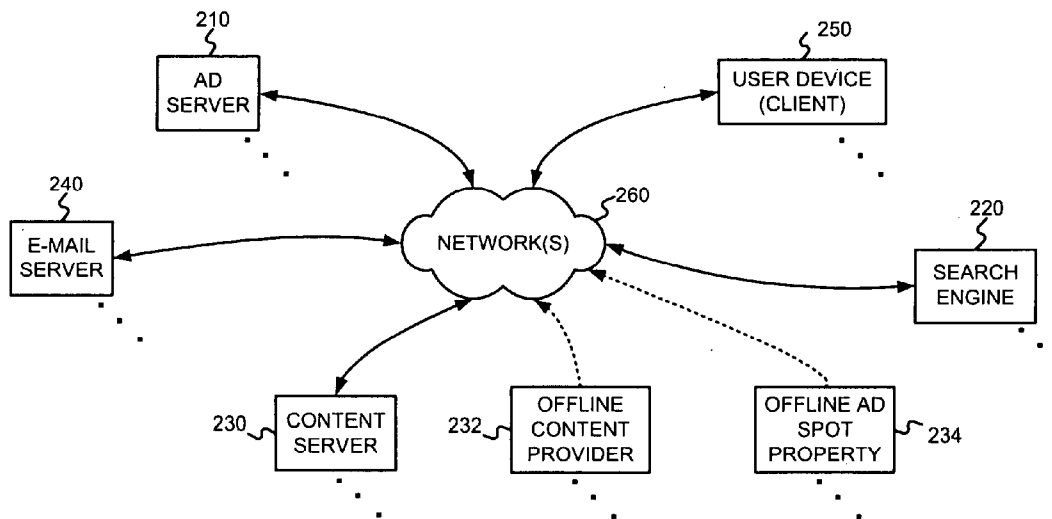 210
AD
SERVER
250
USER DEVICE
(CLIENT)
240
E-MAIL
SERVER
260
NETWORK(S)
220
SEARCH
ENGINE
230
CONTENT
SERVER
232
OFFLINE
CONTENT
PROVIDER
OFFLINE AD
SPOT
PROPERTY
234